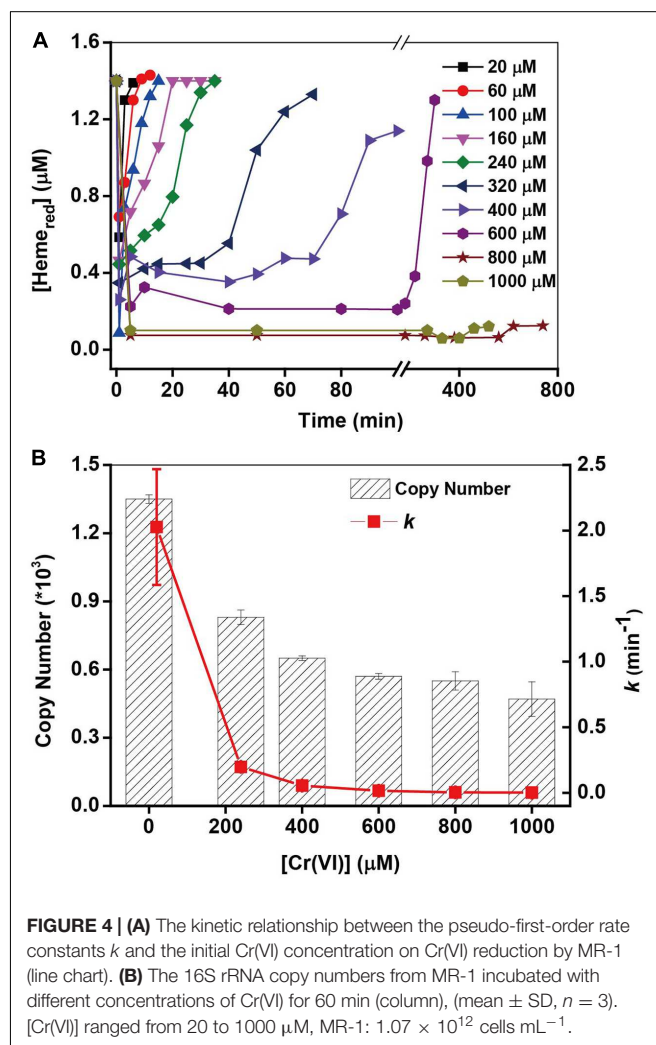 A
1.6
1.2
0.8
0.4
0.0
[Heme_red] (μM)
20 μM
60 μM
100 μM
160 μM
240 μM
320 μM
400 μM
600 μM
800 μM
1000 μM
0 20 40 60 80 400 800
Time (min)
B
1.5
1.2
0.9
0.6
0.3
0.0
Copy Number (*10³)
Copy Number
k
2.5
2.0
1.5
1.0
0.5
0.0
k (min⁻¹)
0 200 400 600 800 1000
[Cr(VI)] (μM)
FIGURE 4 | (A) The kinetic relationship between the pseudo-first-order rate
constants k and the initial Cr(VI) concentration on Cr(VI) reduction by MR-1
(line chart). (B) The 16S rRNA copy numbers from MR-1 incubated with
different concentrations of Cr(VI) for 60 min (column), (mean ± SD, n = 3).
[Cr(VI)] ranged from 20 to 1000 μM, MR-1: 1.07 × 10¹² cells mL⁻¹.